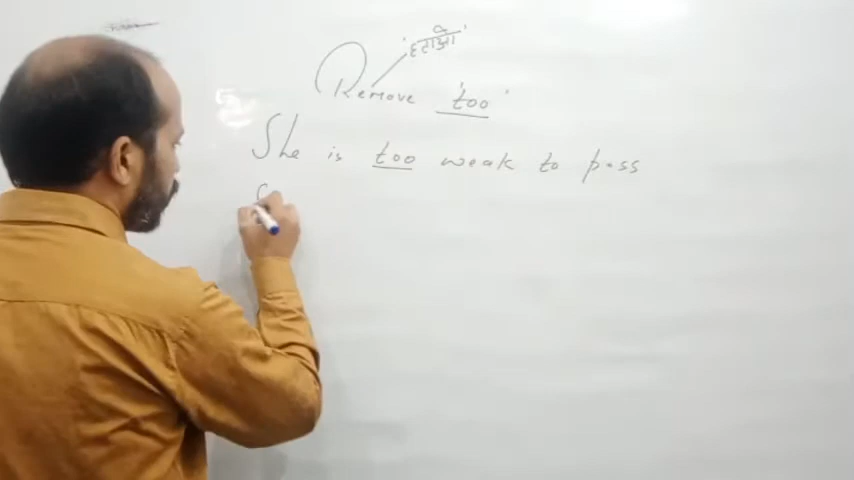 'हटाओ'
Remove 'too'
She is too weak to pass
S